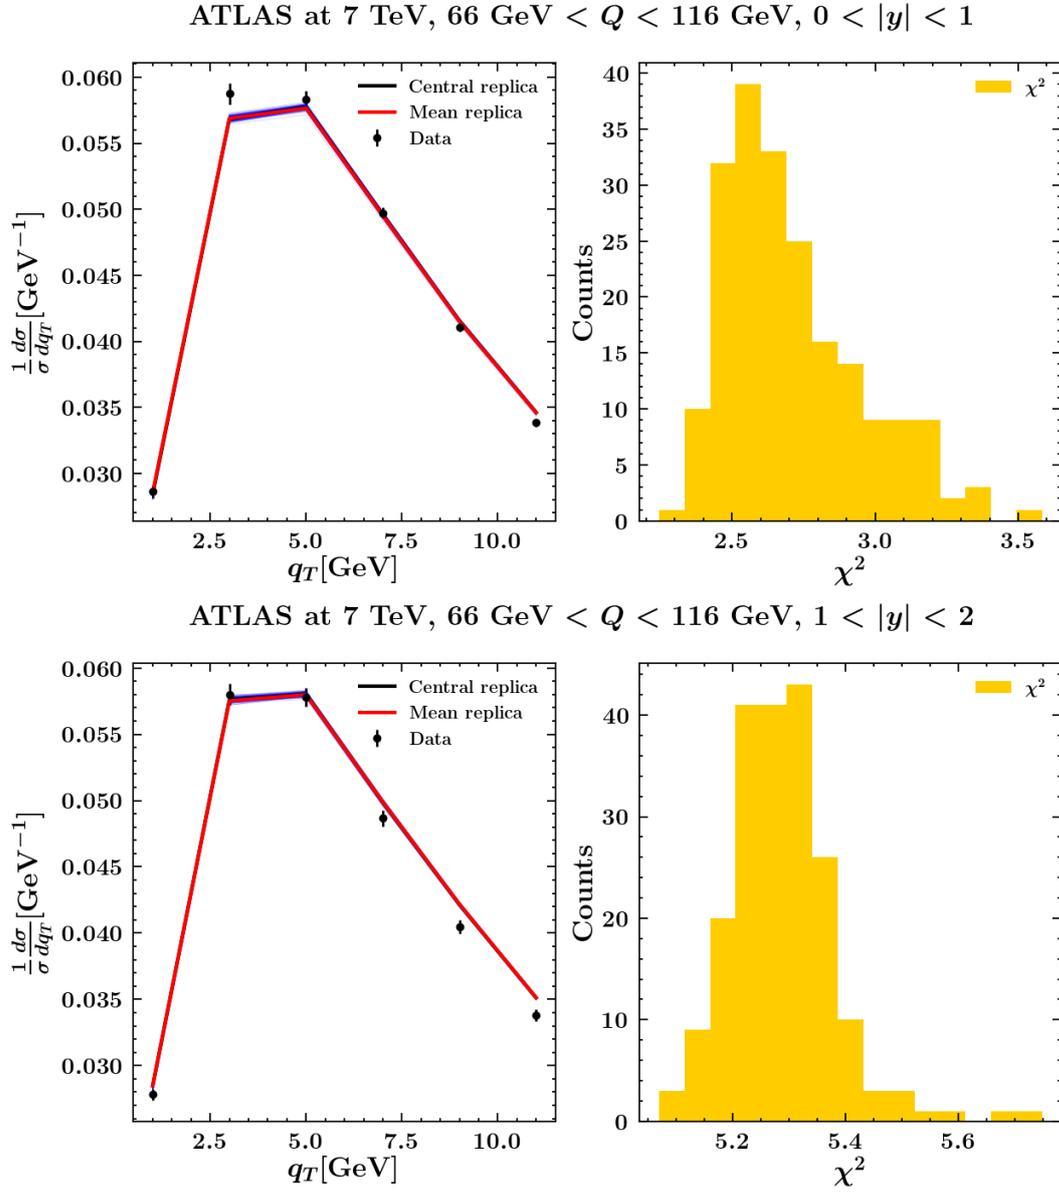 ATLAS at 7 TeV, 66 GeV < Q < 116 GeV, 0 < |y| < 1
0.060
0.055
0.050
0.045
0.040
0.035
0.030
1/σ dσ/dq_T [GeV⁻¹]
Central replica
Mean replica
Data
2.5 5.0 7.5 10.0
q_T[GeV]
40
35
30
25
20
15
10
5
0
Counts
χ²
2.5 3.0 3.5
χ²
ATLAS at 7 TeV, 66 GeV < Q < 116 GeV, 1 < |y| < 2
0.060
0.055
0.050
0.045
0.040
0.035
0.030
1/σ dσ/dq_T [GeV⁻¹]
Central replica
Mean replica
Data
2.5 5.0 7.5 10.0
q_T[GeV]
40
30
20
10
0
Counts
χ²
5.2 5.4 5.6
χ²